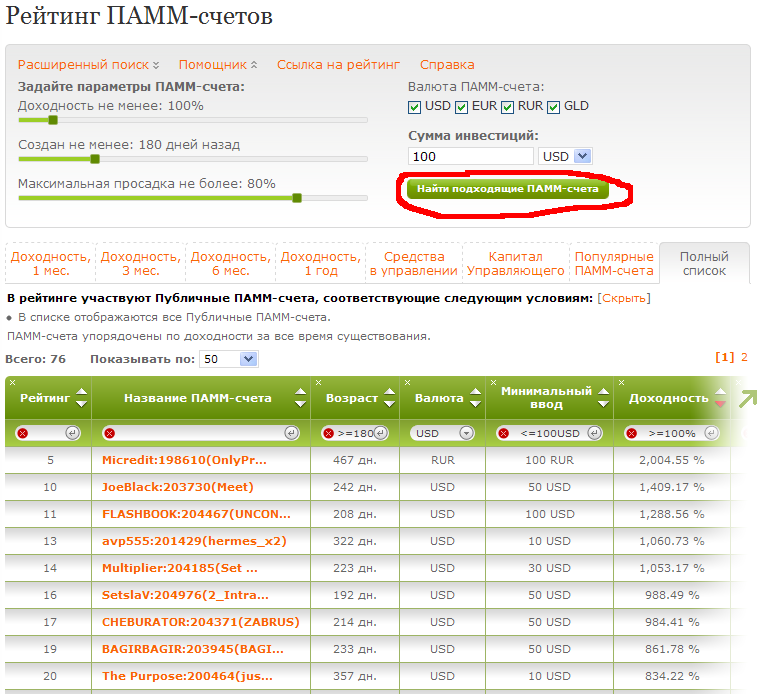 Рейтинг ПАММ-счетов
Расширенный поиск Помощник Ссылка на рейтинг Справка
Задайте параметры ПАММ-счета:
Доходность не менее: 100%
Создан не менее: 180 дней назад
Максимальная просадка не более: 80%
Валюта ПАММ-счета:
USD EUR RUR GLD
Сумма инвестиций:
100 USD
Найти подходящие ПАММ-счета
Доходность, 1 мес.
Доходность, 3 мес.
Доходность, 6 мес.
Доходность, 1 год
Средства в управлении
Капитал Управляющего
Популярные ПАММ-счета
Полный список
В рейтинге участвуют Публичные ПАММ-счета, соответствующие следующим условиям: [Скрыть]
• В списке отображаются все Публичные ПАММ-счета.
ПАММ-счета упорядочены по доходности за все время существования.
Всего: 76 Показывать по: 50 [1] 2
Рейтинг Название ПАММ-счета Возраст Валюта Минимальный ввод Доходность
>=180 USD <=100USD >=100%
5 Micredit:198610(OnlyPr... 467 дн. RUR 100 RUR 2,004.55 %
10 JoeBlack:203730(Meet) 242 дн. USD 50 USD 1,409.17 %
11 FLASHBOOK:204467(UNCON... 208 дн. USD 100 USD 1,288.56 %
13 avp555:201429(hermes_x2) 322 дн. USD 10 USD 1,060.73 %
14 Multiplier:204185(Set ... 223 дн. USD 30 USD 1,053.17 %
16 SetslaV:204976(2_Intra... 192 дн. USD 50 USD 988.49 %
17 CHEBURATOR:204371(ZABRUS) 214 дн. USD 50 USD 984.41 %
19 BAGIRBAGIR:203945(BAGI... 233 дн. USD 50 USD 861.78 %
20 The Purpose:200464(jus... 357 дн. USD 10 USD 834.22 %